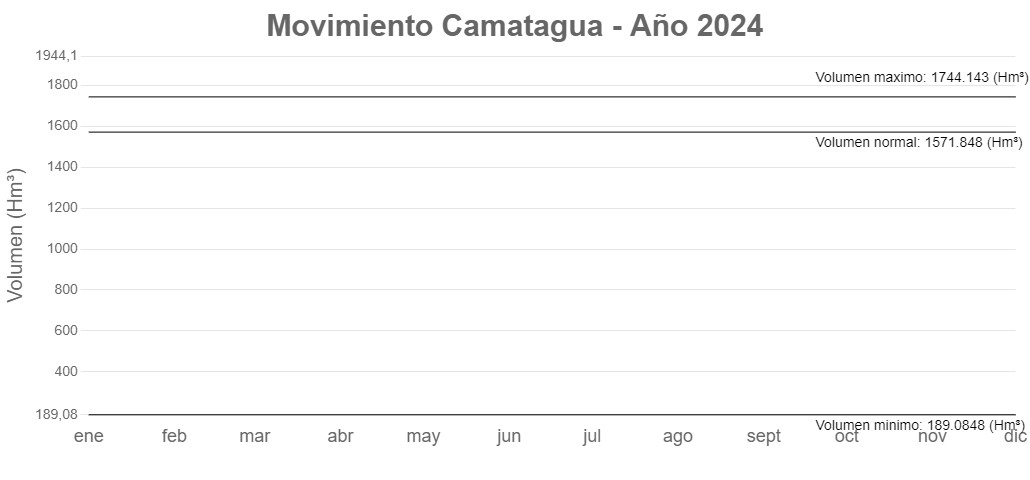 Movimiento Camatagua - Año 2024
1944,1
Volumen maximo: 1744.143 (Hm³)
1800
1600
Volumen normal: 1571.848 (Hm³)
1400
1200
1000
800
600
400
189,08
Volumen (Hm³)
Volumen minimo: 189.0848 (Hm³)
ene feb mar abr may jun jul ago sept oct nov dic